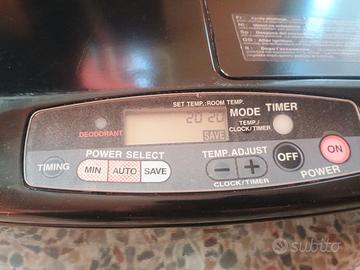 SET TEMP.:ROOM TEMP.
20 20
SAVE
DEODORANT
MODE TIMER
TEMP./
CLOCK/TIMER
POWER SELECT
TEMP.ADJUST
TIMING
MIN AUTO SAVE
− +
OFF
ON
CLOCK/TIMER
POWER
subito